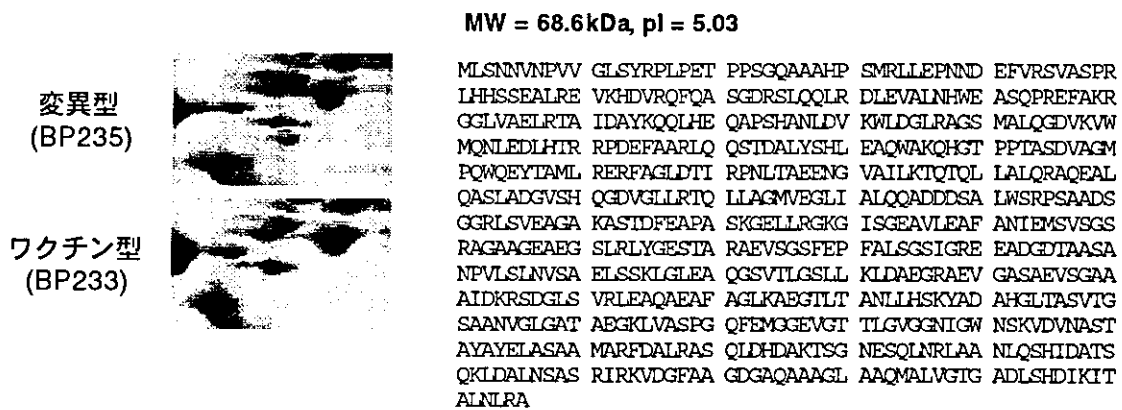 MW = 68.6kDa, pI = 5.03
変異型
(BP235)
ワクチン型
(BP233)
MLSNNVNPVV GLSYRPLPET PPSGQAAAHP SMRLLEPNND EFVRSVASPR
LHHSSEALRE VKHDVRQFQA SGDRSLQQLR DLEVALNHWE ASQPREFAKR
GGLVAELRTA IDAYKQQLHE QAPSHANLDV KWLDGLRAGS MALQGDVKVW
MQNLEDLHTR RPDEFAARLQ QSTDALYSHL EAQWAKQHGT PPTASDVAGM
PQWQEYTAML RERFAGLDTI RPNLTAEENG VAILKTQTQL LALQRAQEAL
QASLADGVSH QGDVGLLRTQ LLAGMVEGLI ALQQADDDSA LWSRPSAADS
GGRLSVEAGA KASTDFEAPA SKGELLRGKG ISGEAVLEAF ANIEMSVSGS
RAGAAGEAEG SLRLYGESTA RAEVSGSFEP FALSGSIGRE EADGDTAASA
NPVLSLNVSA ELSSKLGLEA QGSVTLGSLL KLDAEGRAEV GASAEVSGAA
AIDKRSDGLS VRLEAQAEAF AGLKAEGTLT ANLLHSKYAD AHGLTASVTG
SAANVGLGAT AEGKLVASPG QFEMGGEVGT TLGVGGNIGW NSKVDVNAST
AYAYELASAA MARFDALRAS QLDHDAKTSG NESQLNRLAA NLQSHIDATS
QKLDALNSAS RIRKVDGFAA GDGAQAAAGL AAQMALVGTG ADLSHDIKIT
ALNLRA